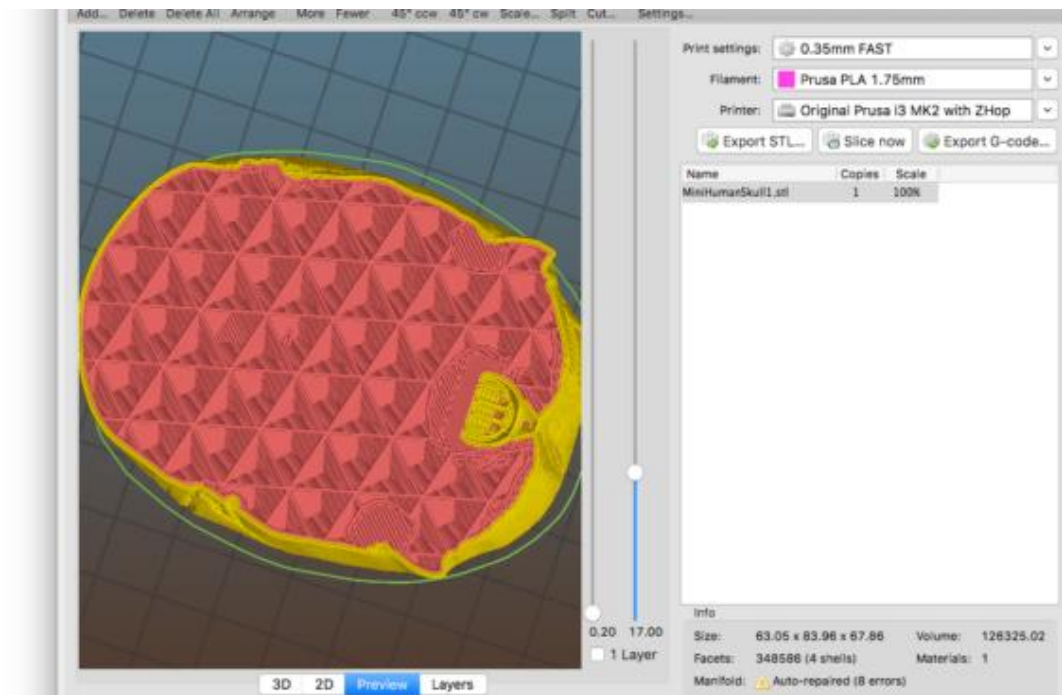 Add... Delete Delete All Arrange More Fewer 45° ccw 45° cw Scale... Split Cut... Settings...
Print settings: 0.35mm FAST
Filament: Prusa PLA 1.75mm
Printer: Original Prusa i3 MK2 with ZHop
Export STL... Slice now Export G-code...
Name Copies Scale
MiniHumanSkull1.stl 1 100%
0.20 17.00
1 Layer
Info
Size: 63.05 x 83.96 x 67.86 Volume: 126325.02
Facets: 348586 (4 shells) Materials: 1
Manifold: Auto-repaired (8 errors)
3D 2D Preview Layers